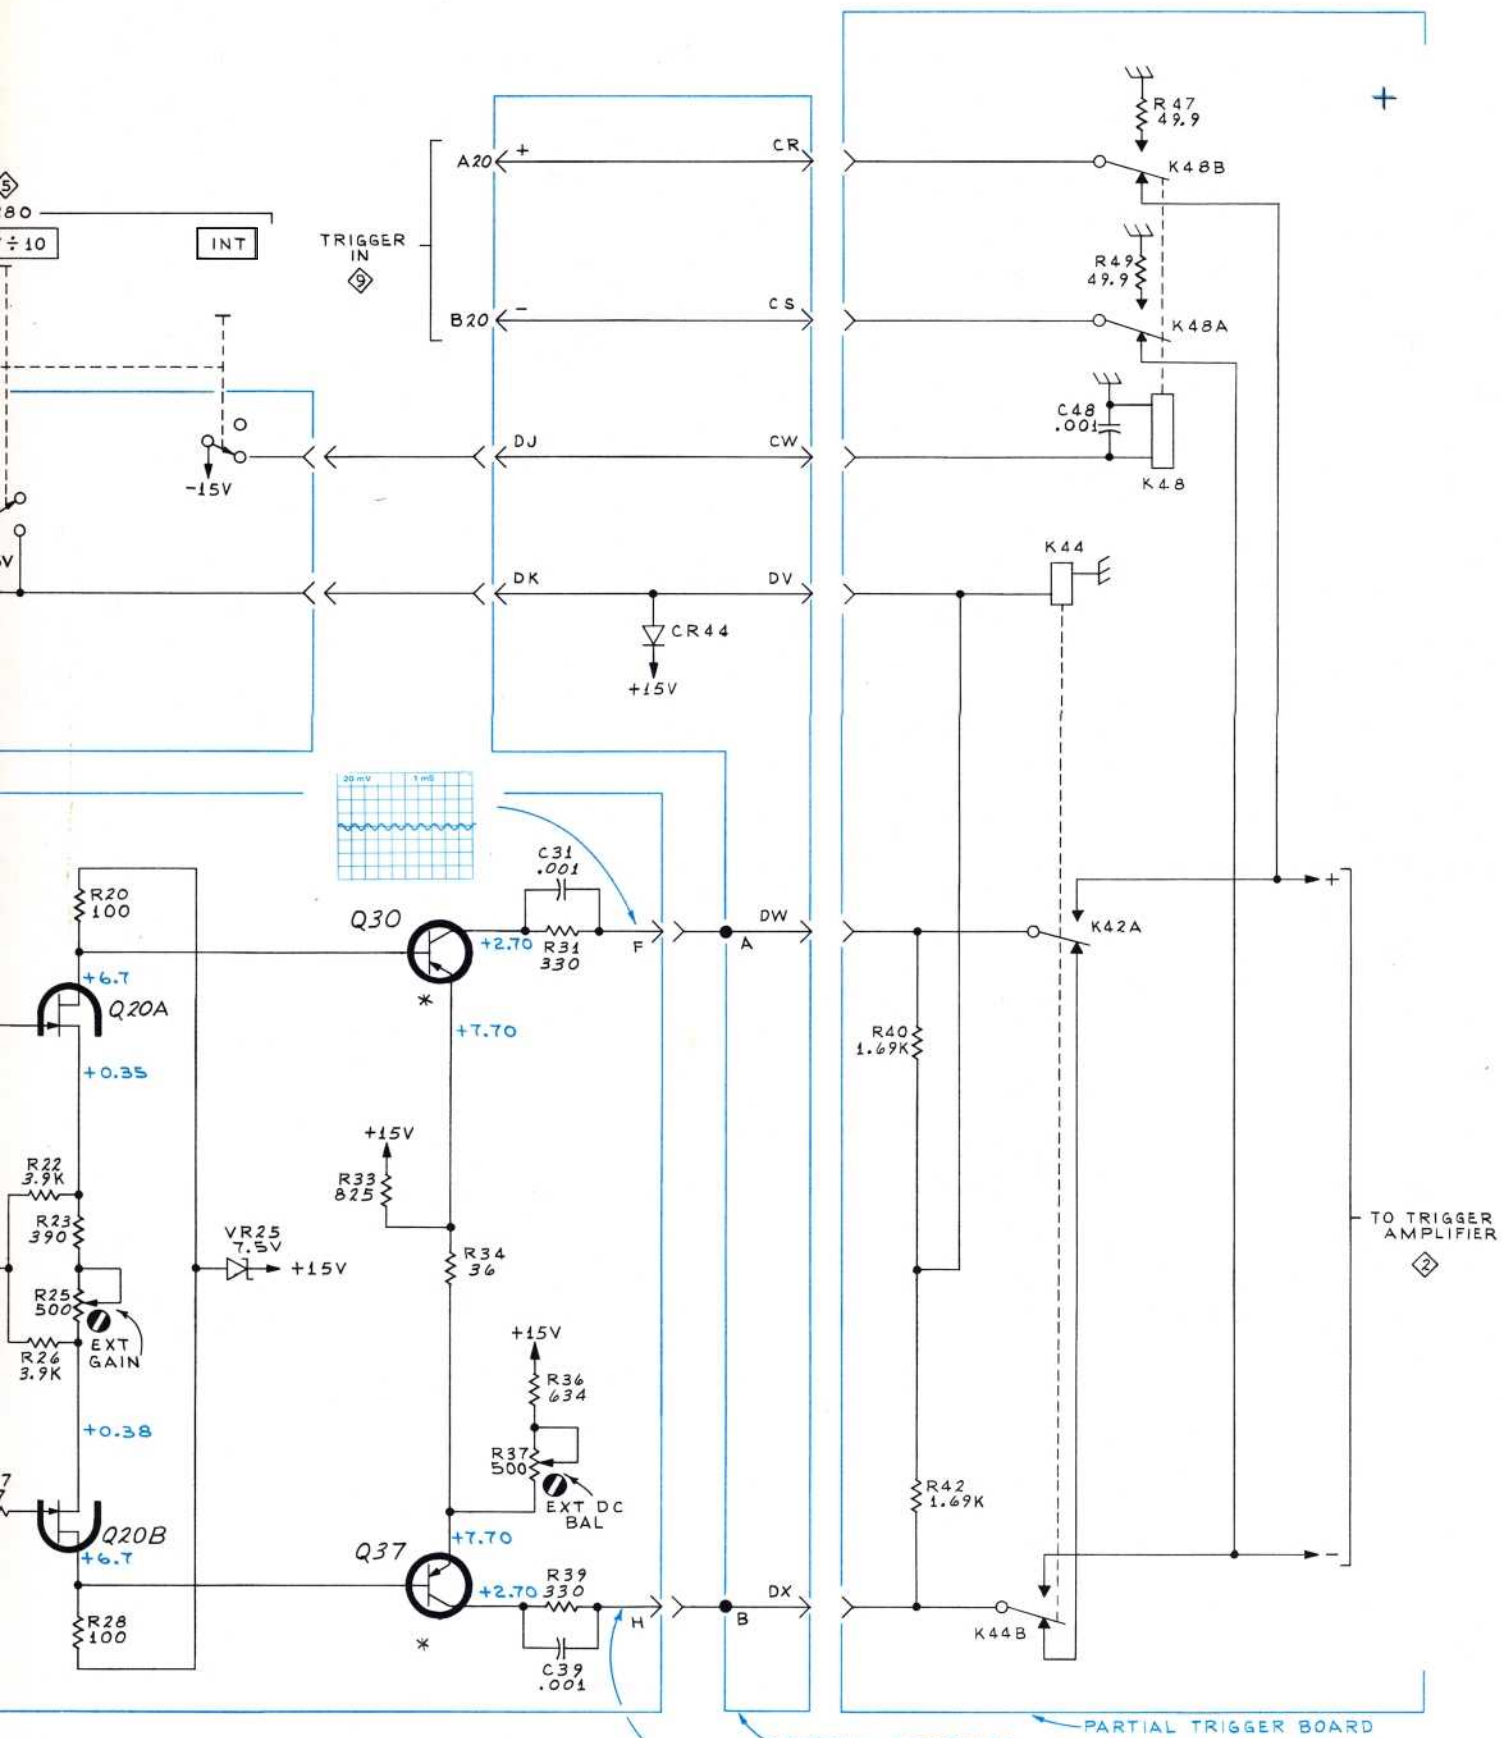 +
R47
49.9
A20
+
CR
K48B
5
80
÷10
INT
TRIGGER
IN
9
R49
49.9
B20
-
CS
K48A
C48
.001
DJ
CW
-15V
K48
K44
V
DK
DV
CR44
+15V
20 mV
1 mS
C31
.001
R20
100
Q30
DW
+
K42A
+2.70
R31
330
F
A
+6.7
Q20A
*
+7.70
R40
1.69K
+0.35
+15V
R22
3.9K
R33
825
R23
390
VR25
7.5V
+15V
R34
36
TO TRIGGER
AMPLIFIER
2
R25
500
EXT
GAIN
R26
3.9K
+15V
R36
634
+0.38
R37
500
7
R42
1.69K
EXT DC
BAL
Q20B
+6.7
Q37
+7.70
-
R39
+2.70
330
DX
R28
100
H
B
K44B
*
C39
.001
PARTIAL TRIGGER BOARD